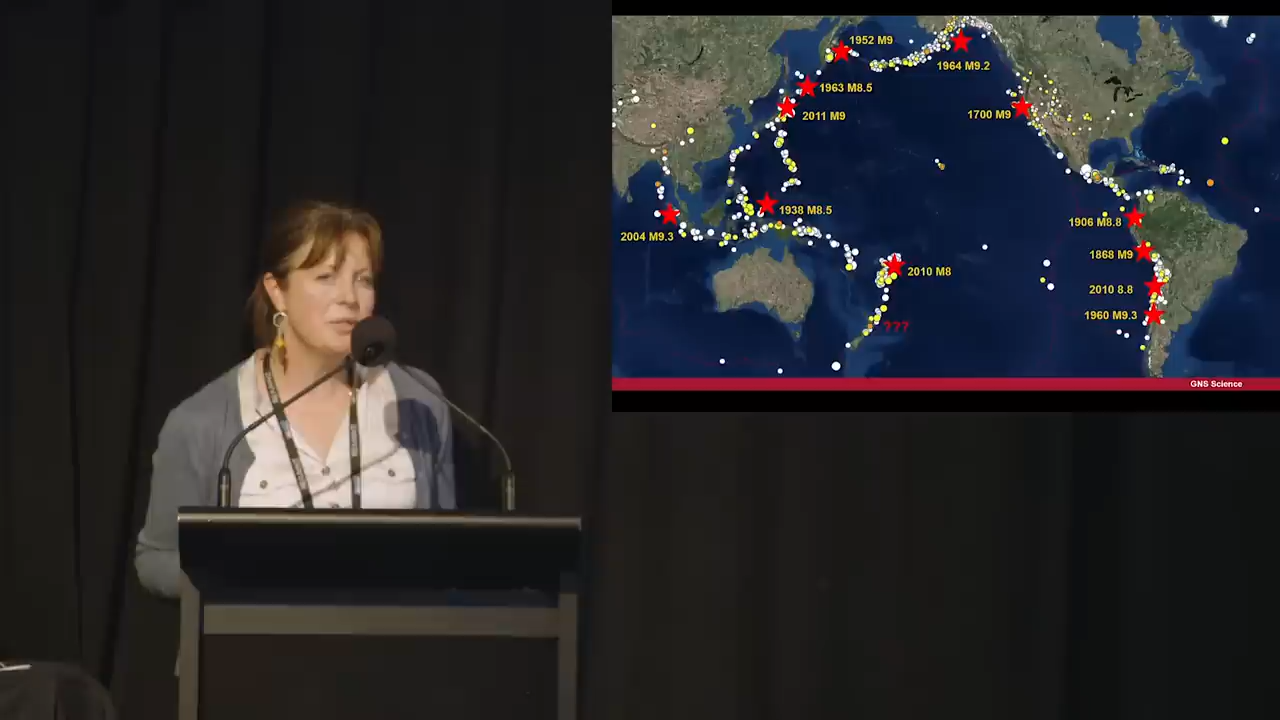 1952 M9
1964 M9.2
1963 M8.5
2011 M9
1700 M9
1938 M8.5
1906 M8.8
2004 M9.3
1868 M9
2010 M8
2010 8.8
1960 M9.3
???
GNS Science